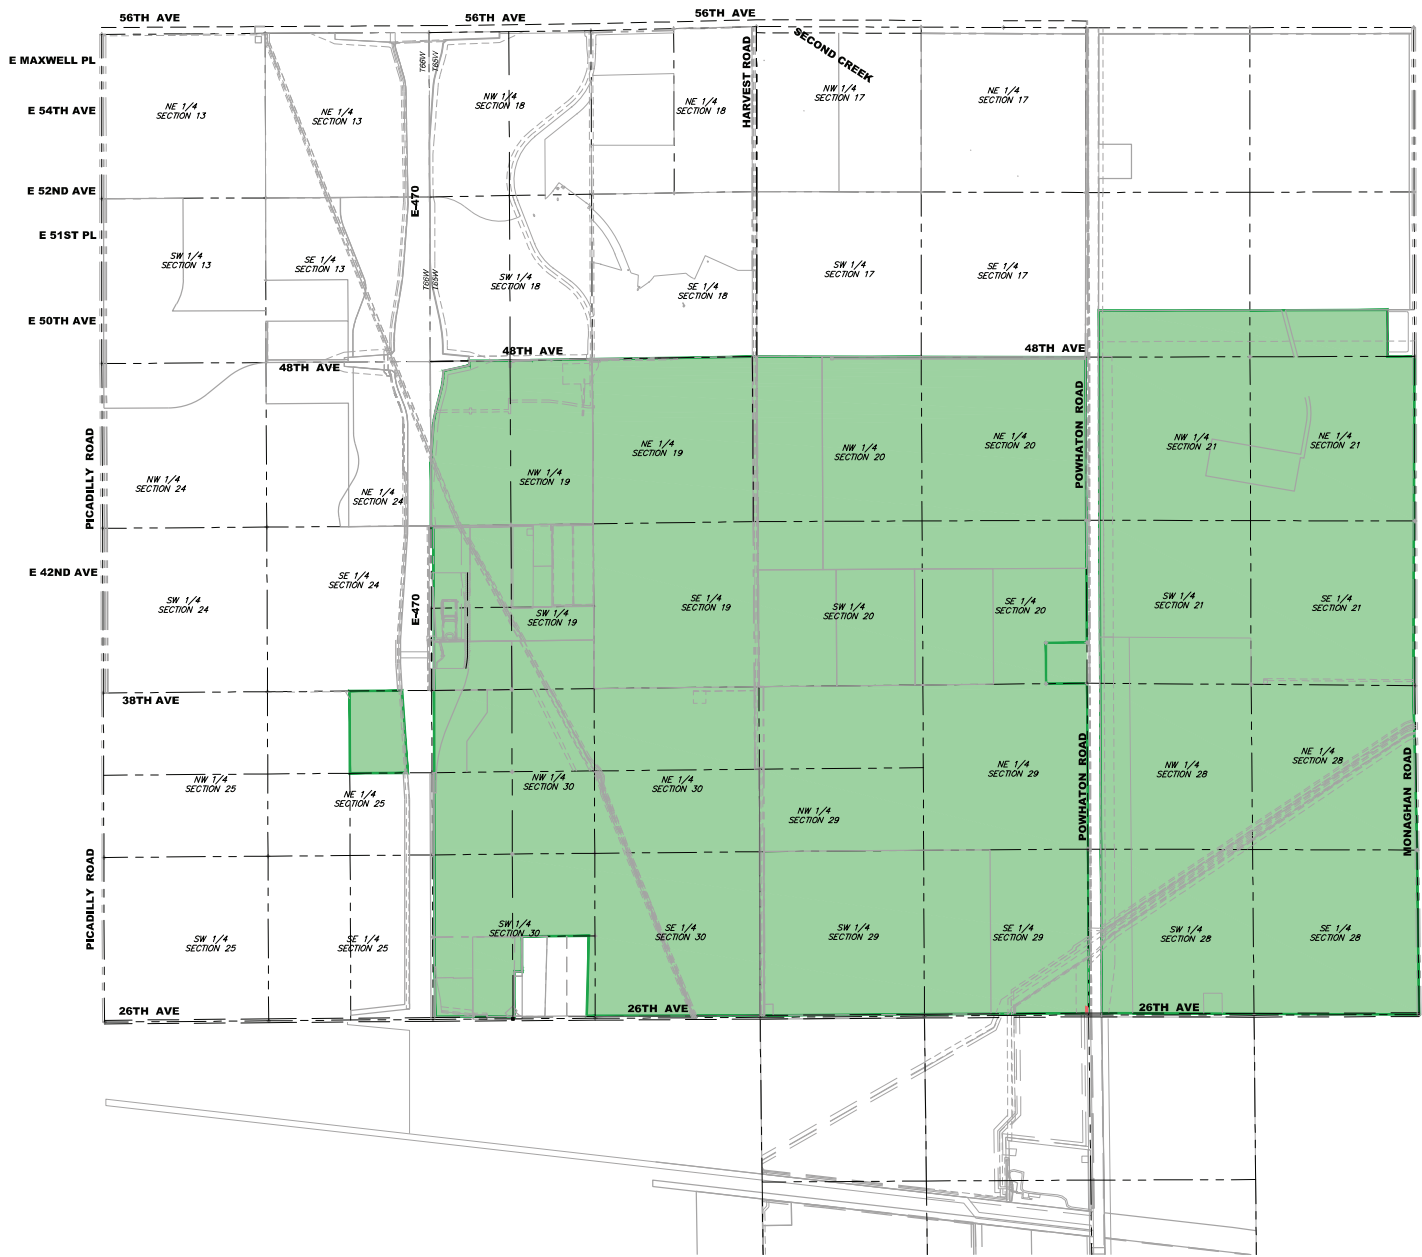 56TH AVE
56TH AVE
56TH AVE
E MAXWELL PL
E 54TH AVE
E 52ND AVE
E 51ST PL
E 50TH AVE
E 42ND AVE
SECOND CREEK
HARVEST ROAD
E-470
T66W
T65W
NE 1/4
SECTION 13
NE 1/4
SECTION 13
NW 1/4
SECTION 18
NE 1/4
SECTION 18
NW 1/4
SECTION 17
NE 1/4
SECTION 17
SW 1/4
SECTION 13
SE 1/4
SECTION 13
T66W
T65W
SW 1/4
SECTION 18
SE 1/4
SECTION 18
SW 1/4
SECTION 17
SE 1/4
SECTION 17
48TH AVE
48TH AVE
48TH AVE
PICADILLY ROAD
POWHATON ROAD
NW 1/4
SECTION 24
NE 1/4
SECTION 24
NW 1/4
SECTION 19
NE 1/4
SECTION 19
NW 1/4
SECTION 20
NE 1/4
SECTION 20
NW 1/4
SECTION 21
NE 1/4
SECTION 21
E-470
SW 1/4
SECTION 24
SE 1/4
SECTION 24
SW 1/4
SECTION 19
SE 1/4
SECTION 19
SW 1/4
SECTION 20
SE 1/4
SECTION 20
SW 1/4
SECTION 21
SE 1/4
SECTION 21
38TH AVE
POWHATON ROAD
MONAGHAN ROAD
NW 1/4
SECTION 25
NE 1/4
SECTION 25
NW 1/4
SECTION 30
NE 1/4
SECTION 30
NW 1/4
SECTION 29
NE 1/4
SECTION 29
NW 1/4
SECTION 28
NE 1/4
SECTION 28
PICADILLY ROAD
SW 1/4
SECTION 25
SE 1/4
SECTION 25
SW 1/4
SECTION 30
SE 1/4
SECTION 30
SW 1/4
SECTION 29
SE 1/4
SECTION 29
SW 1/4
SECTION 28
SE 1/4
SECTION 28
26TH AVE
26TH AVE
26TH AVE